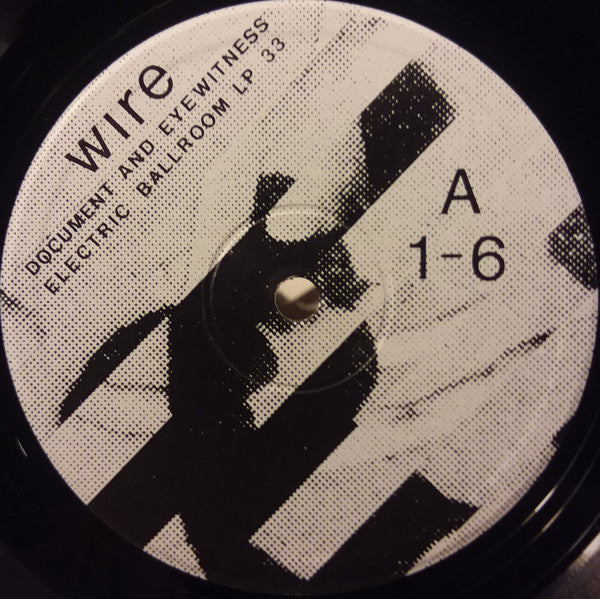 wire
DOCUMENT AND EYEWITNESS
ELECTRIC BALLROOM LP 33
A
1-6